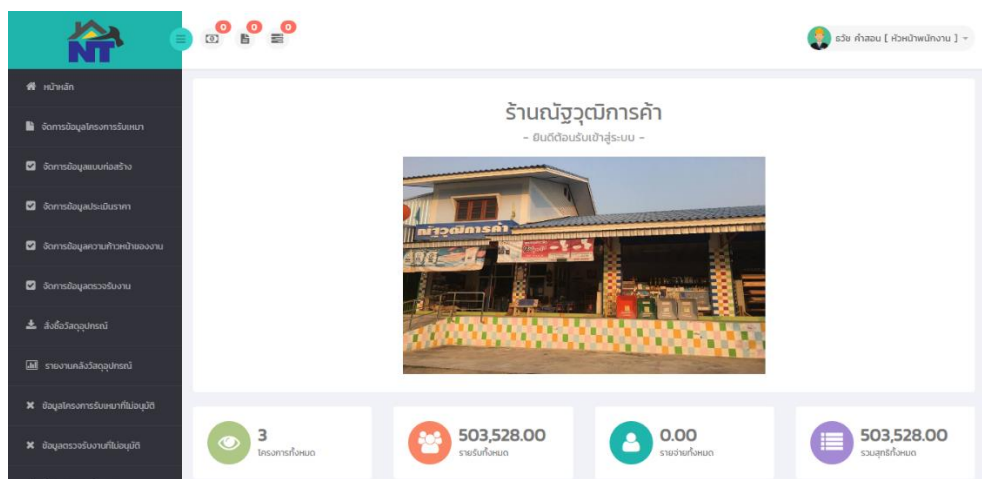 NT
0
0
0
ธวัช คำสอน [ หัวหน้าพนักงาน ]
หน้าหลัก
จัดการข้อมูลโครงการรับเหมา
จัดการข้อมูลแบบก่อสร้าง
จัดการข้อมูลประเมินราคา
จัดการข้อมูลความก้าวหน้าของงาน
จัดการข้อมูลตรวจรับงาน
สั่งซื้อวัสดุอุปกรณ์
รายงานคลังวัสดุอุปกรณ์
ข้อมูลโครงการรับเหมาที่ไม่อนุมัติ
ข้อมูลตรวจรับงานที่ไม่อนุมัติ
ร้านณัฐวุฒิการค้า
- ยินดีต้อนรับเข้าสู่ระบบ -
3
โครงการทั้งหมด
503,528.00
รายรับทั้งหมด
0.00
รายจ่ายทั้งหมด
503,528.00
รวมสุทธิทั้งหมด